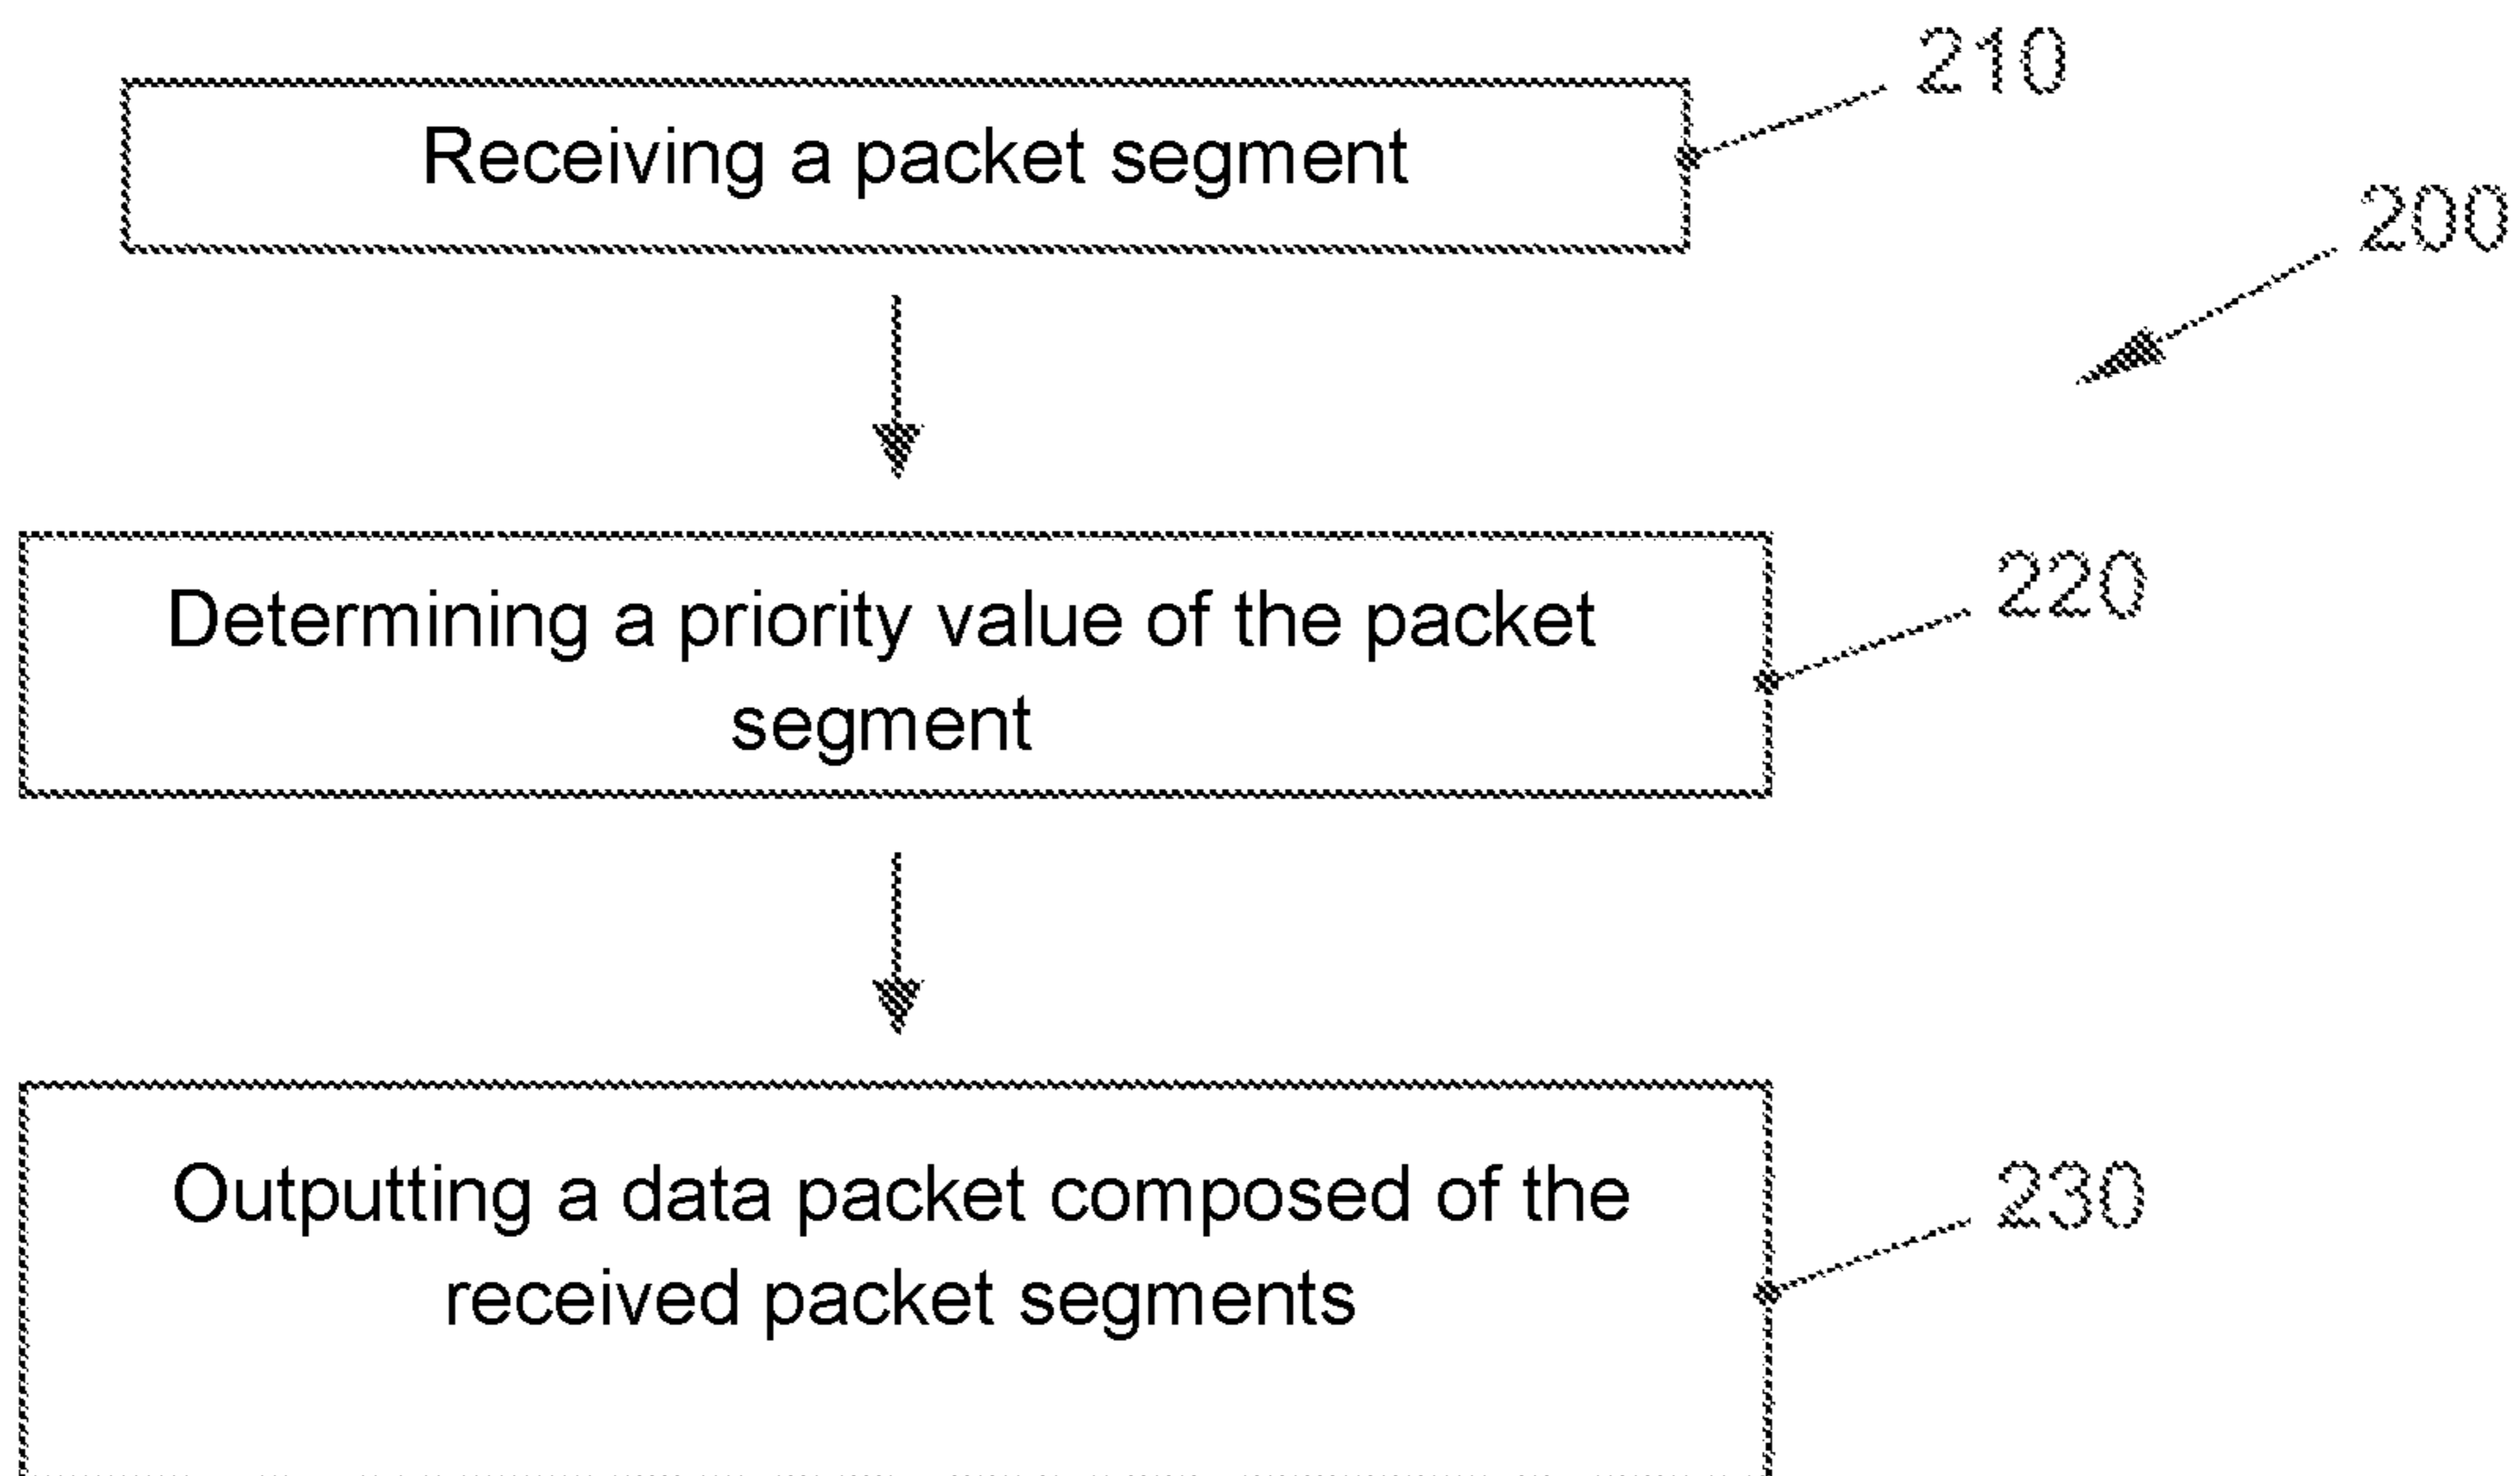 210
Receiving a packet segment
200
220
Determining a priority value of the packet
segment
230
Outputting a data packet composed of the
received packet segments